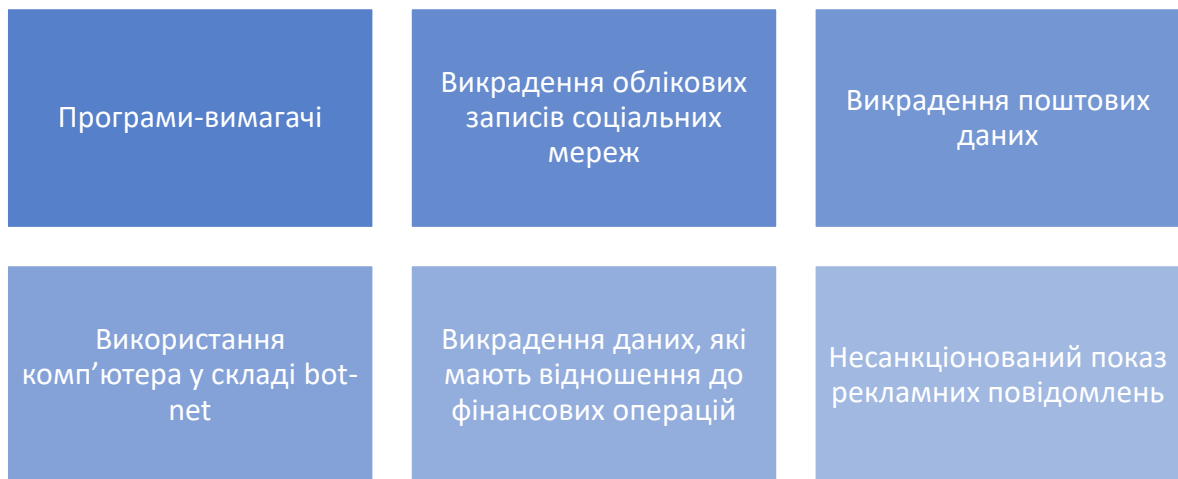 Програми-вимагачі
Викрадення облікових
записів соціальних
мереж
Викрадення поштових
даних
Використання
комп’ютера у складі bot-
net
Викрадення даних, які
мають відношення до
фінансових операцій
Несанкціонований показ
рекламних повідомлень